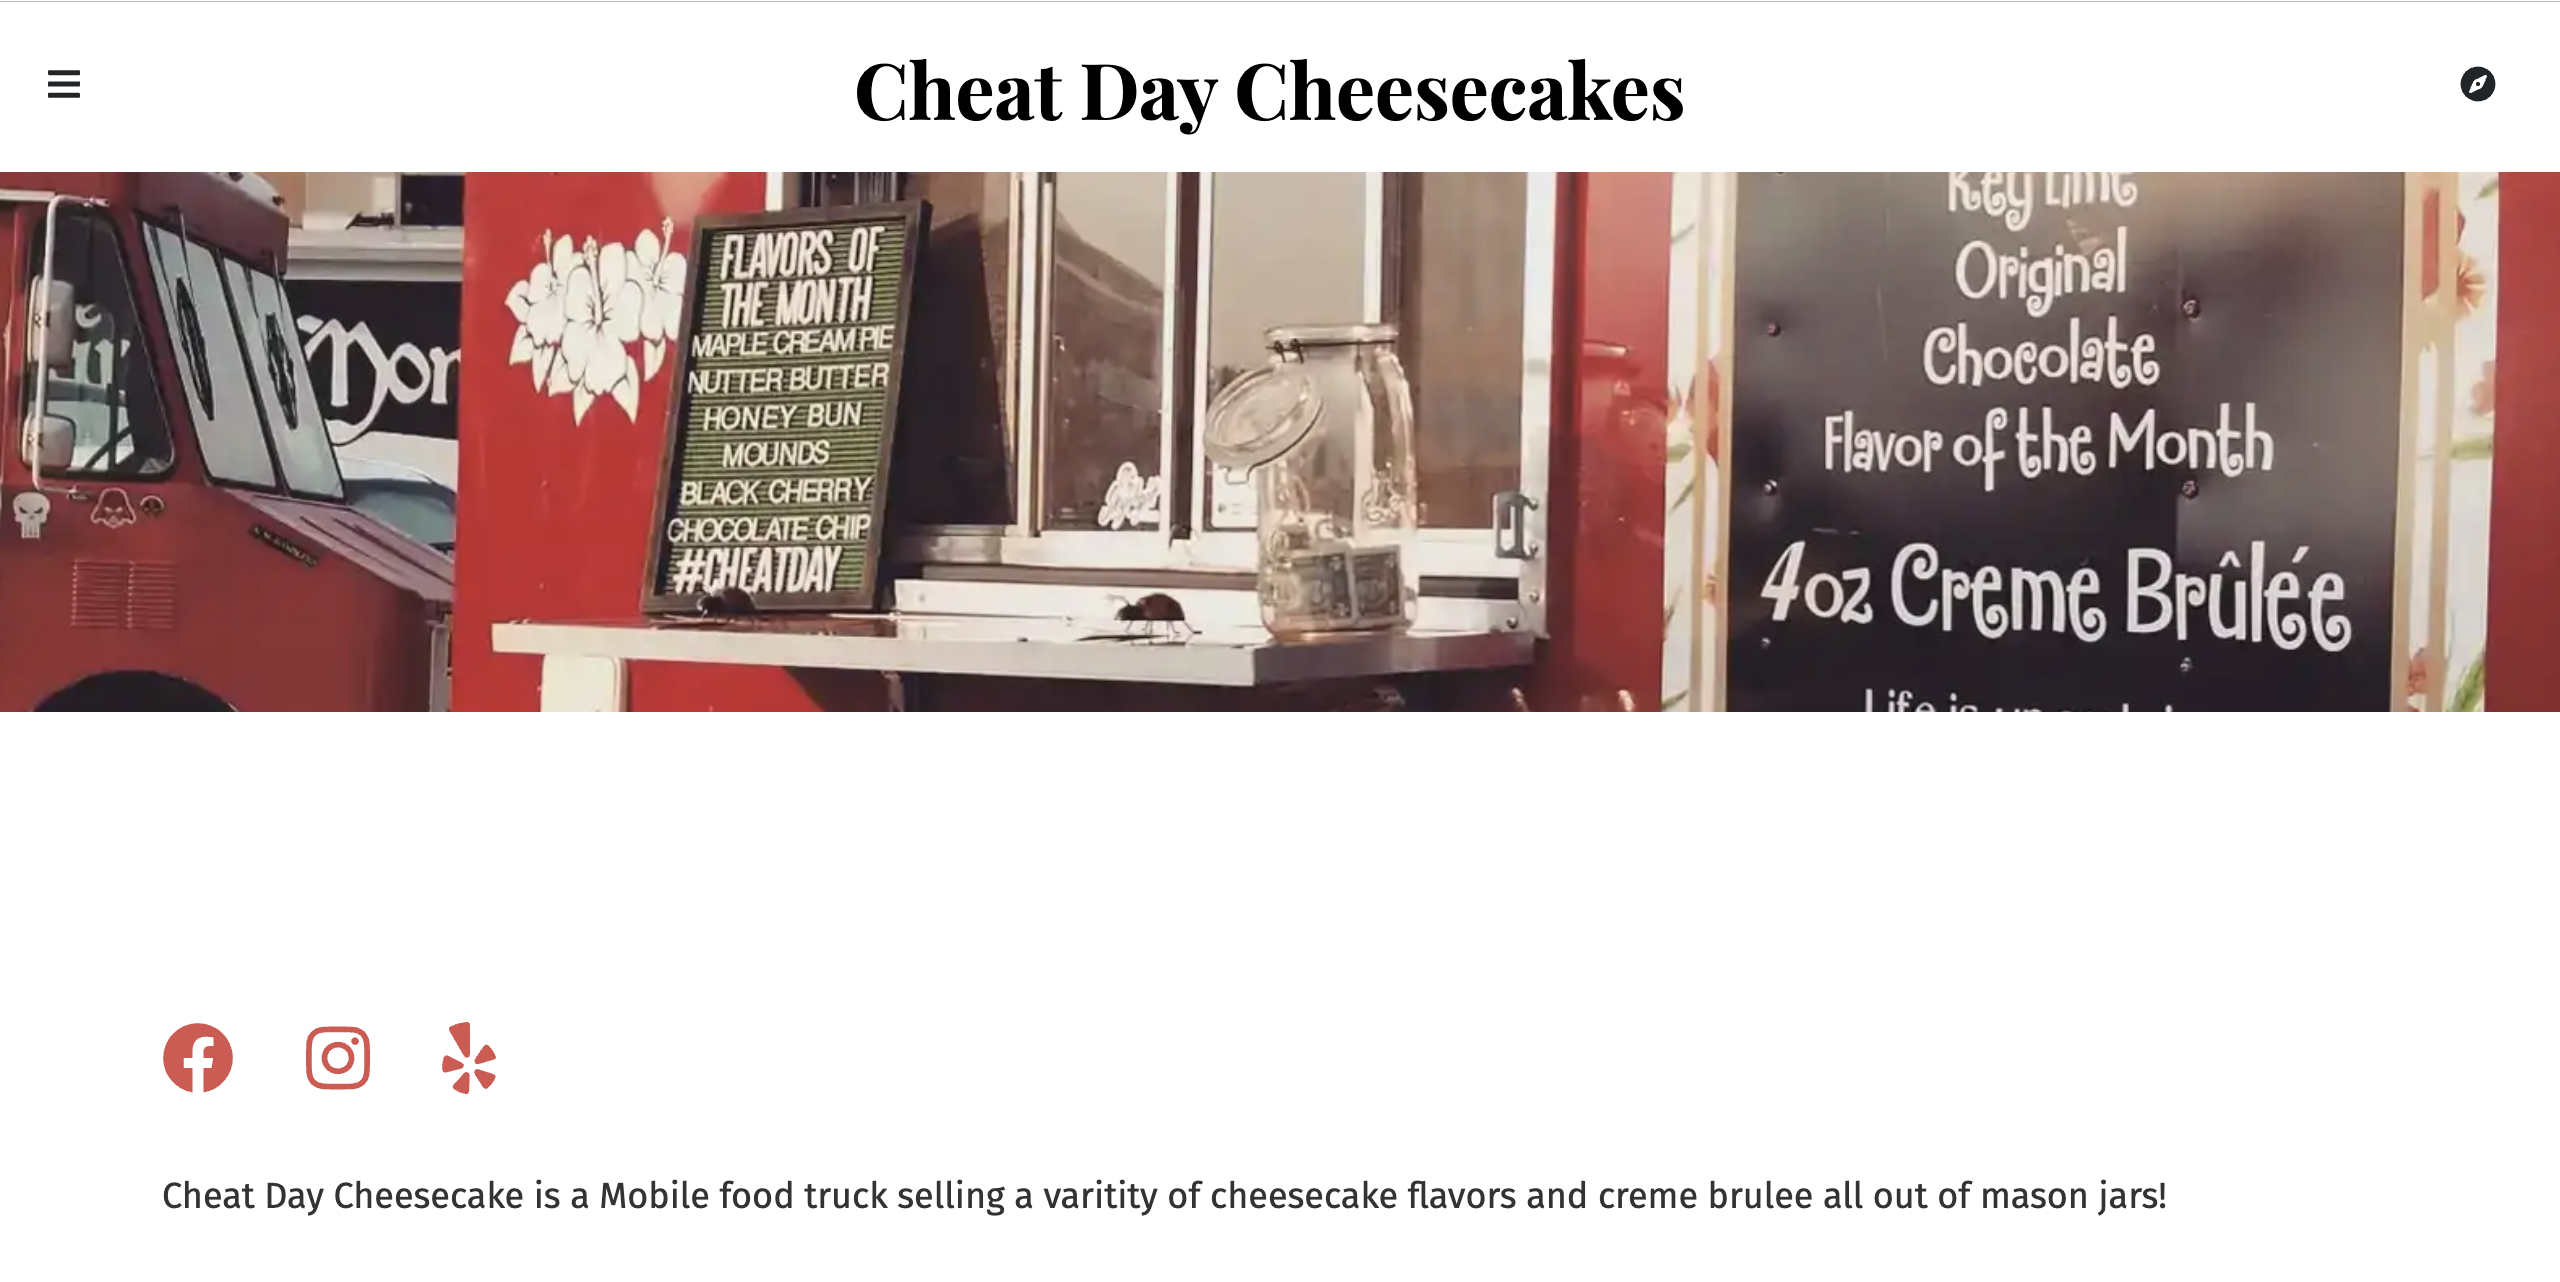 Cheat Day Cheesecakes
FLAVORS OF
THE MONTH
MAPLE CREAM PIE
NUTTER BUTTER
HONEY BUN
MOUNDS
BLACK CHERRY
CHOCOLATE CHIP
#CHEATDAY
Key Lime
Original
Chocolate
Flavor of the Month
4oz Creme Brûlée
Life is
Cheat Day Cheesecake is a Mobile food truck selling a varitity of cheesecake flavors and creme brulee all out of mason jars!